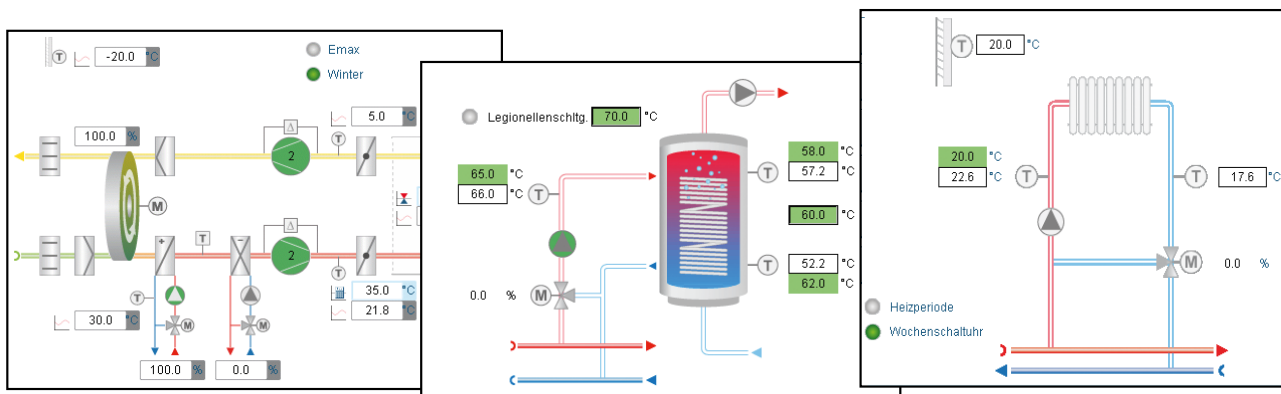 -20.0 °C
Emax
Winter
5.0 °C
100.0 %
Δ
2
M
T
Δ
+
T
−
2
T
T
35.0 °C
21.8 °C
30.0 °C
M
M
100.0 %
0.0 %
Legionellenschltg. 70.0 °C
65.0 °C
66.0 °C
T
58.0 °C
57.2 °C
T
60.0 °C
52.2 °C
62.0 °C
T
0.0 %
M
T
20.0 °C
20.0 °C
22.6 °C
T
T
17.6 °C
M
0.0 %
Heizperiode
Wochenschaltuhr